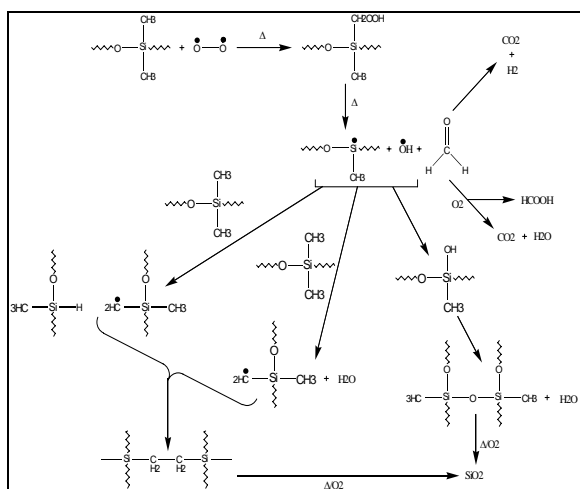 CH3 CH2OOH
O Si + O O Δ O Si
CH3 CH3
CO2
+
H2
Δ
O
O Si + OH + C
CH3 H H
CH3
O Si
CH3
O2 HCOOH
CO2 + H2O
CH3
O Si
CH3
OH
O Si
CH3
O O
3HC Si H 2HC Si CH3
O
2HC Si CH3 + H2O
O O
3HC Si O Si CH3 + H2O
Δ/O2
Si C C Si
H2 H2
Δ/O2 SiO2